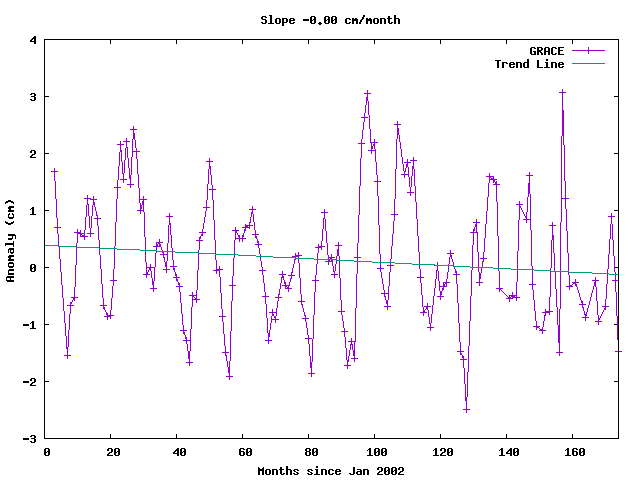 Slope -0.00 cm/month
GRACE
Trend Line
Anomaly (cm)
4
3
2
1
0
-1
-2
-3
0 20 40 60 80 100 120 140 160
Months since Jan 2002